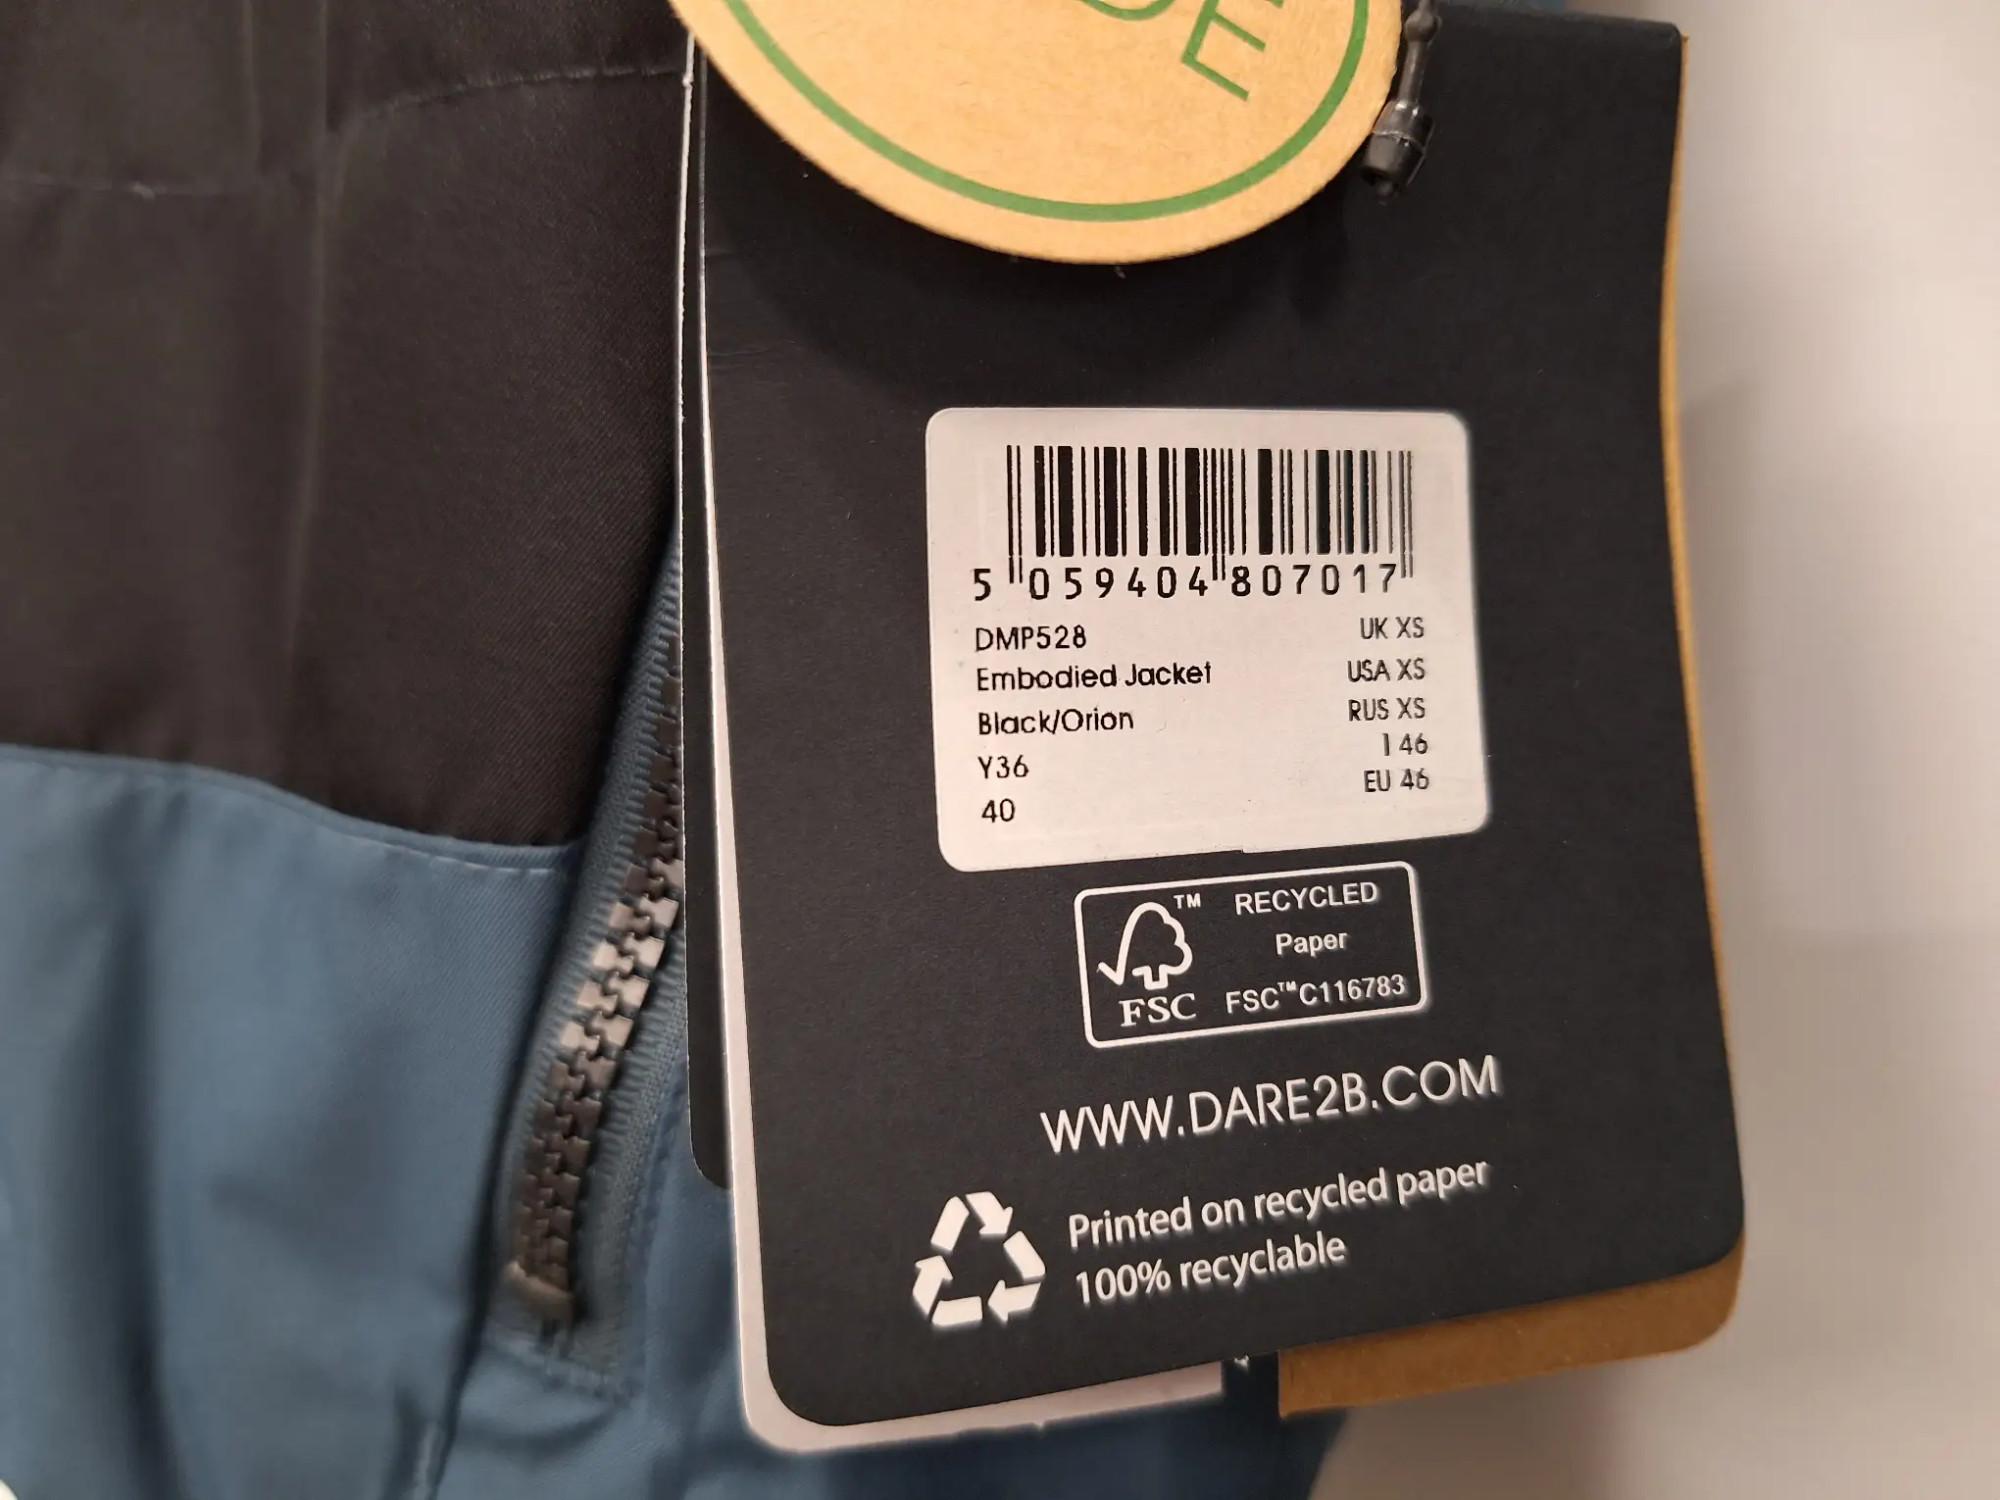 5 059404 807017
DMP528
UK XS
Embodied Jacket
USA XS
Black/Orion
RUS XS
Y36
I 46
40
EU 46
™ RECYCLED
Paper
FSC FSC™C116783
WWW.DARE2B.COM
Printed on recycled paper
100% recyclable